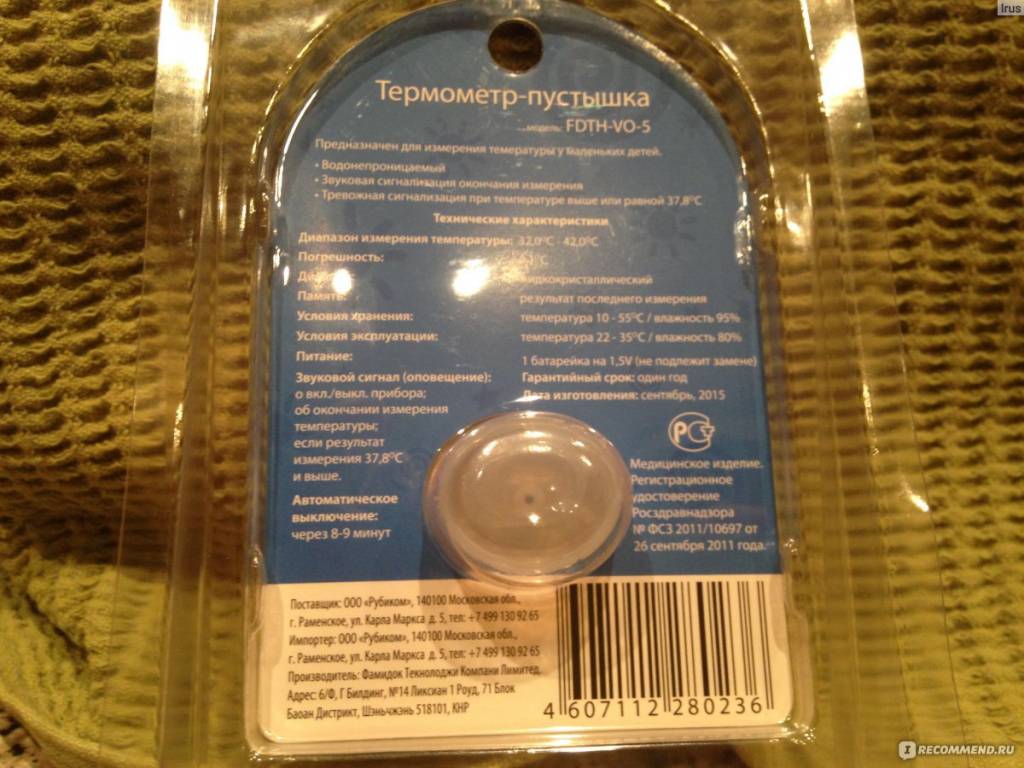 Irus
Термометр-пустышка
модель: FDTH-VO-5
Предназначен для измерения темературы у маленьких детей.
• Водонепроницаемый
• Звуковая сигнализация окончания измерения
• Тревожная сигнализация при температуре выше или равной 37,8°С
Технические характеристики
Диапазон измерения температуры: 32,0°С - 42,0°С
Погрешность:
жидкокристаллический
Память: результат последнего измерения
Условия хранения: температура 10 - 55°С / влажность 95%
Условия эксплуатации: температура 22 - 35°С / влажность 80%
Питание: 1 батарейка на 1,5V (не подлежит замене)
Звуковой сигнал (оповещение):
о вкл./выкл. прибора;
об окончании измерения
температуры;
если результат
измерения 37,8°С
и выше.
Автоматическое
выключение:
через 8-9 минут
Гарантийный срок: один год
Дата изготовления: сентябрь, 2015
РСТ
Медицинское изделие.
Регистрационное
удостоверение
Росздравнадзора
№ ФСЗ 2011/10697 от
26 сентября 2011 года.
Поставщик: ООО «Рубиком», 140100 Московская обл.,
г. Раменское, ул. Карла Маркса д. 5, тел: +7 499 130 92 65
Импортер: ООО «Рубиком», 140100 Московская обл.,
г. Раменское, ул. Карла Маркса д. 5, тел: +7 499 130 92 65
Производитель: Фамидок Текнолоджи Компани Лимитед.
Адрес: 6/Ф, Г Билдинг, №14 Ликсиан 1 Роуд, 71 Блок
Баоан Дистрикт, Шэньчжэнь 518101, КНР
4 607112 280236
I RECOMMEND.RU